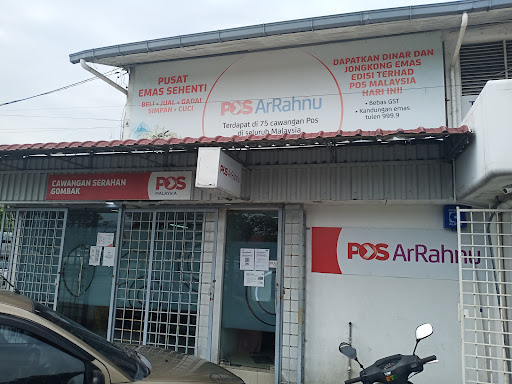 PUSAT
EMAS SEHENTI
BELI • JUAL • GADAI
SIMPAN • CUCI
POS ArRahnu
Terdapat di 75 cawangan Pos
di seluruh Malaysia
DAPATKAN DINAR DAN
JONGKONG EMAS
EDISI TERHAD
POS MALAYSIA
HARI INI!
• Bebas GST
• Kandungan emas
tulen 999.9
CAWANGAN SERAHAN
GOMBAK
POS
MALAYSIA
POS
POS ArRahnu